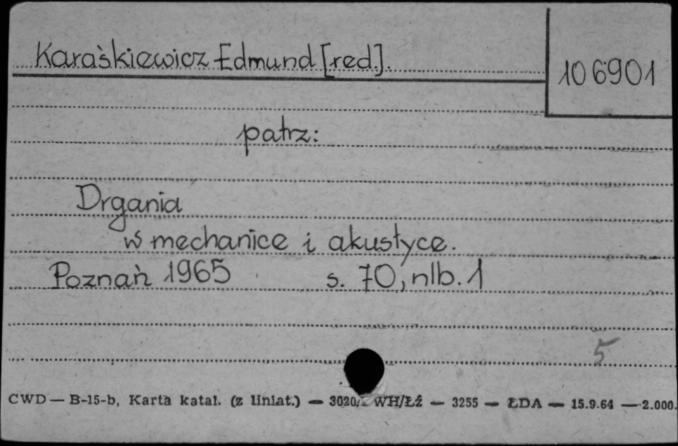 Karaśkiewicz Edmund [red.].
106901
patrz:
Drgania
w mechanice i akustyce.
Poznań 1965 s. 70, nlb. 1
5
CWD — B-15-b, Karta katal. (z liniat.) — 3020/ WH/ŁŹ — 3255 — ŁDA — 15.9.64 — 2.000.